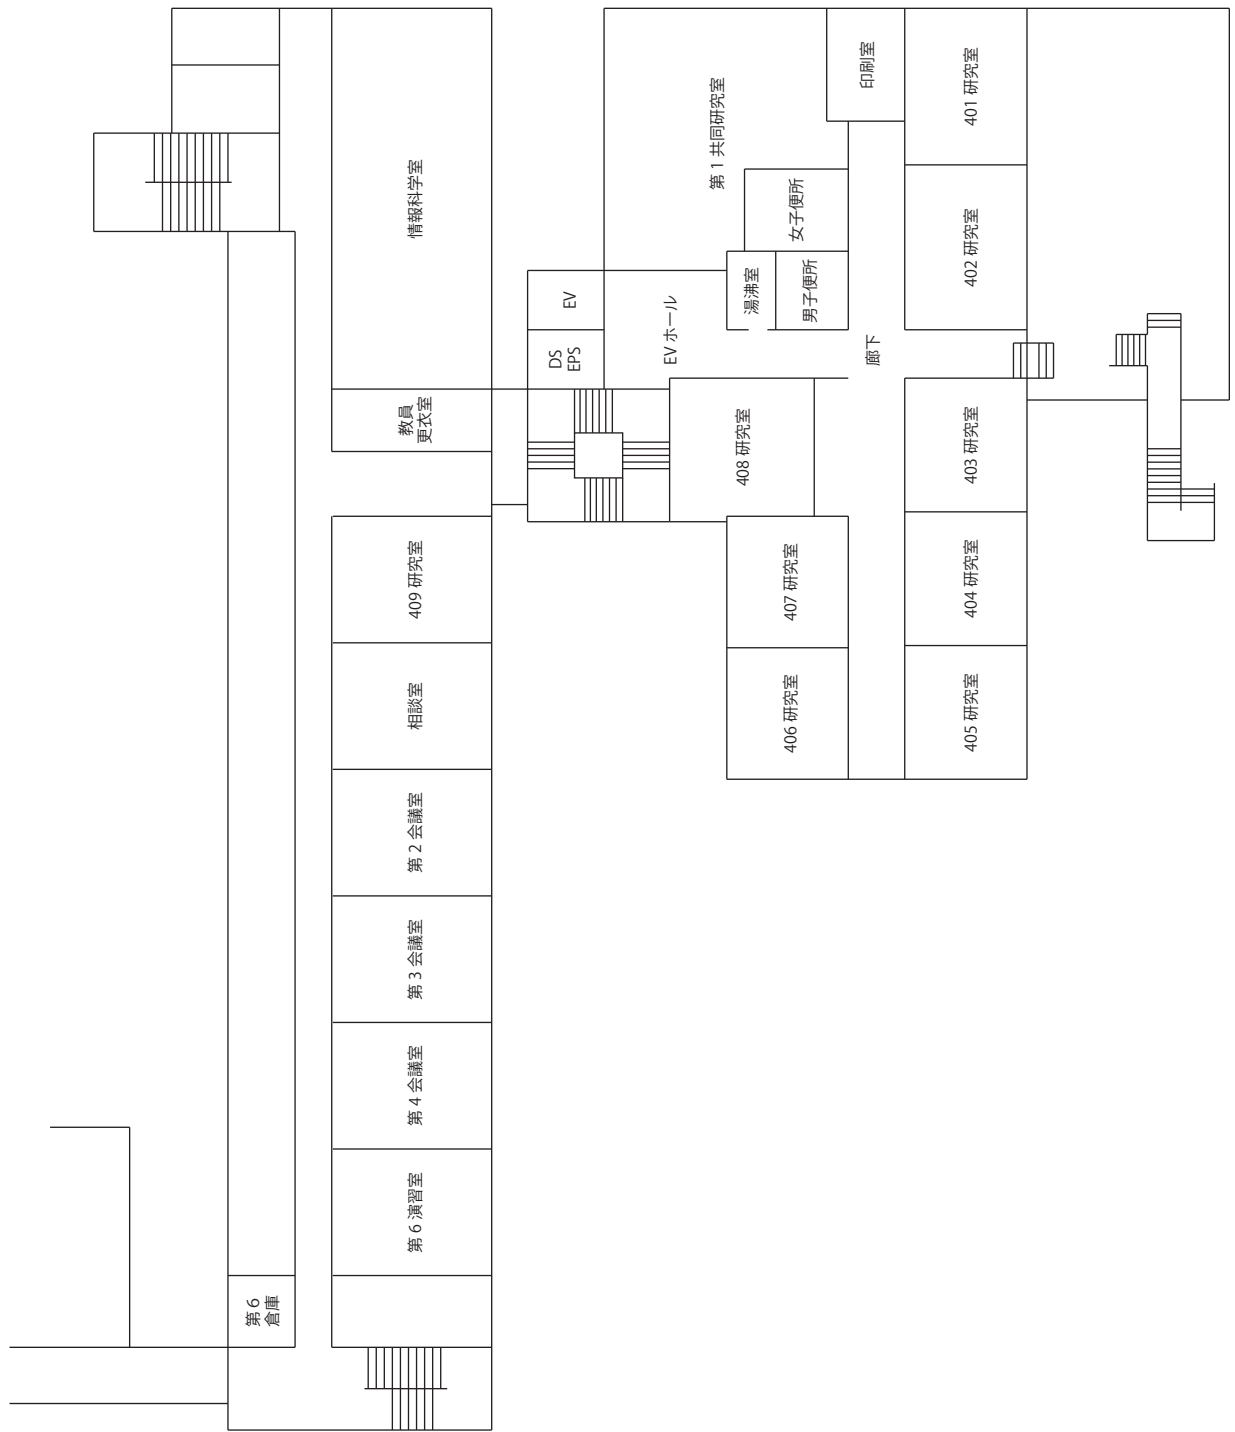 情報科学室
教員
更衣室
409 研究室
相談室
第 2 会議室
第 3 会議室
第 4 会議室
第 6 演習室
第 6
倉庫
EV
DS
EPS
EV ホール
第 1 共同研究室
印刷室
女子便所
湯沸室
男子便所
廊下
401 研究室
402 研究室
403 研究室
404 研究室
405 研究室
408 研究室
407 研究室
406 研究室